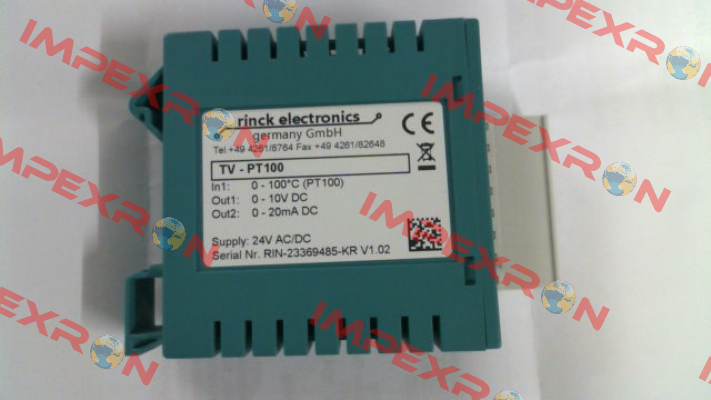 rinck electronics
germany GmbH
Tel +49 4261/8764 Fax +49 4261/82648
TV - PT100
In1: 0 - 100°C (PT100)
Out1: 0 - 10V DC
Out2: 0 - 20mA DC
Supply: 24V AC/DC
Serial Nr. RIN-23369485-KR V1.02
CE
IMPEXRON
IMPEXRON
IMPEXRON
IMPEXRON
IMPEXRON
IMPEXRON